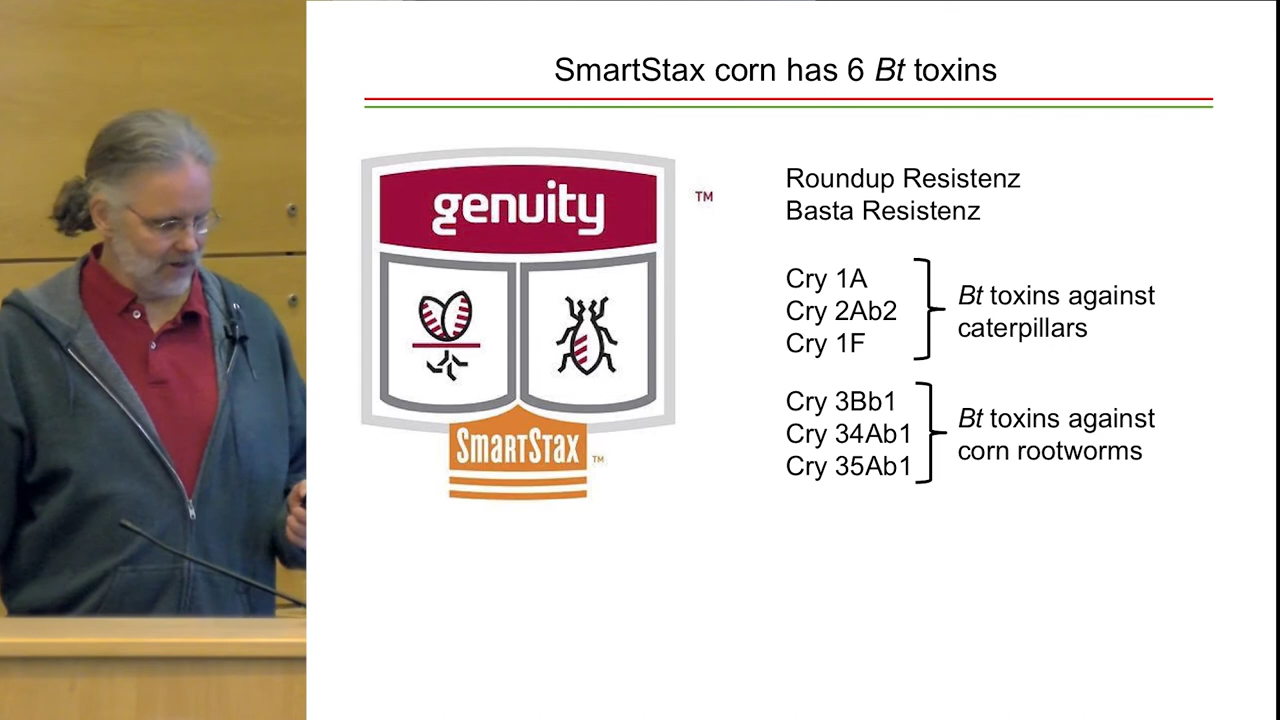 SmartStax corn has 6 Bt toxins
genuity
TM
SMARTSTAX
TM
Roundup Resistenz
Basta Resistenz
Cry 1A
Cry 2Ab2
Cry 1F
Bt toxins against
caterpillars
Cry 3Bb1
Cry 34Ab1
Cry 35Ab1
Bt toxins against
corn rootworms